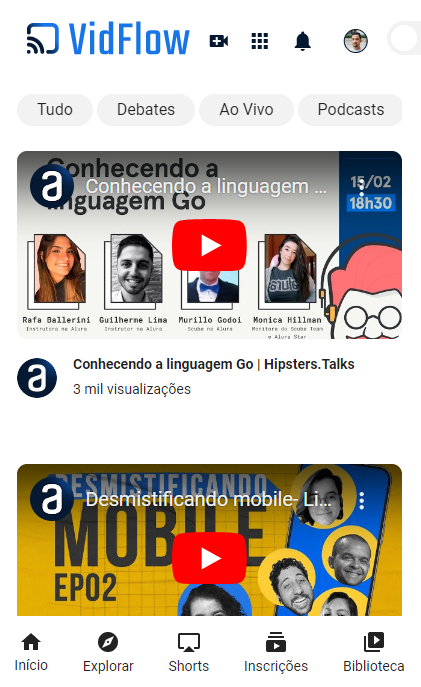 VidFlow
Tudo
Debates
Ao Vivo
Podcasts
Conhecendo a
linguagem Go
Conhecendo a linguagem ...
15/02
18h30
Rafa Ballerini
Instrutora na Alura
Guilherme Lima
Instrutor na Alura
Murillo Godoi
Scuba na Alura
Monica Hillman
Monitora do Scuba Team
e Alura Star
Conhecendo a linguagem Go | Hipsters.Talks
3 mil visualizações
DESMISTIFICANDO
Desmistificando mobile- Li...
MOBILE
EP02
Início
Explorar
Shorts
Inscrições
Biblioteca